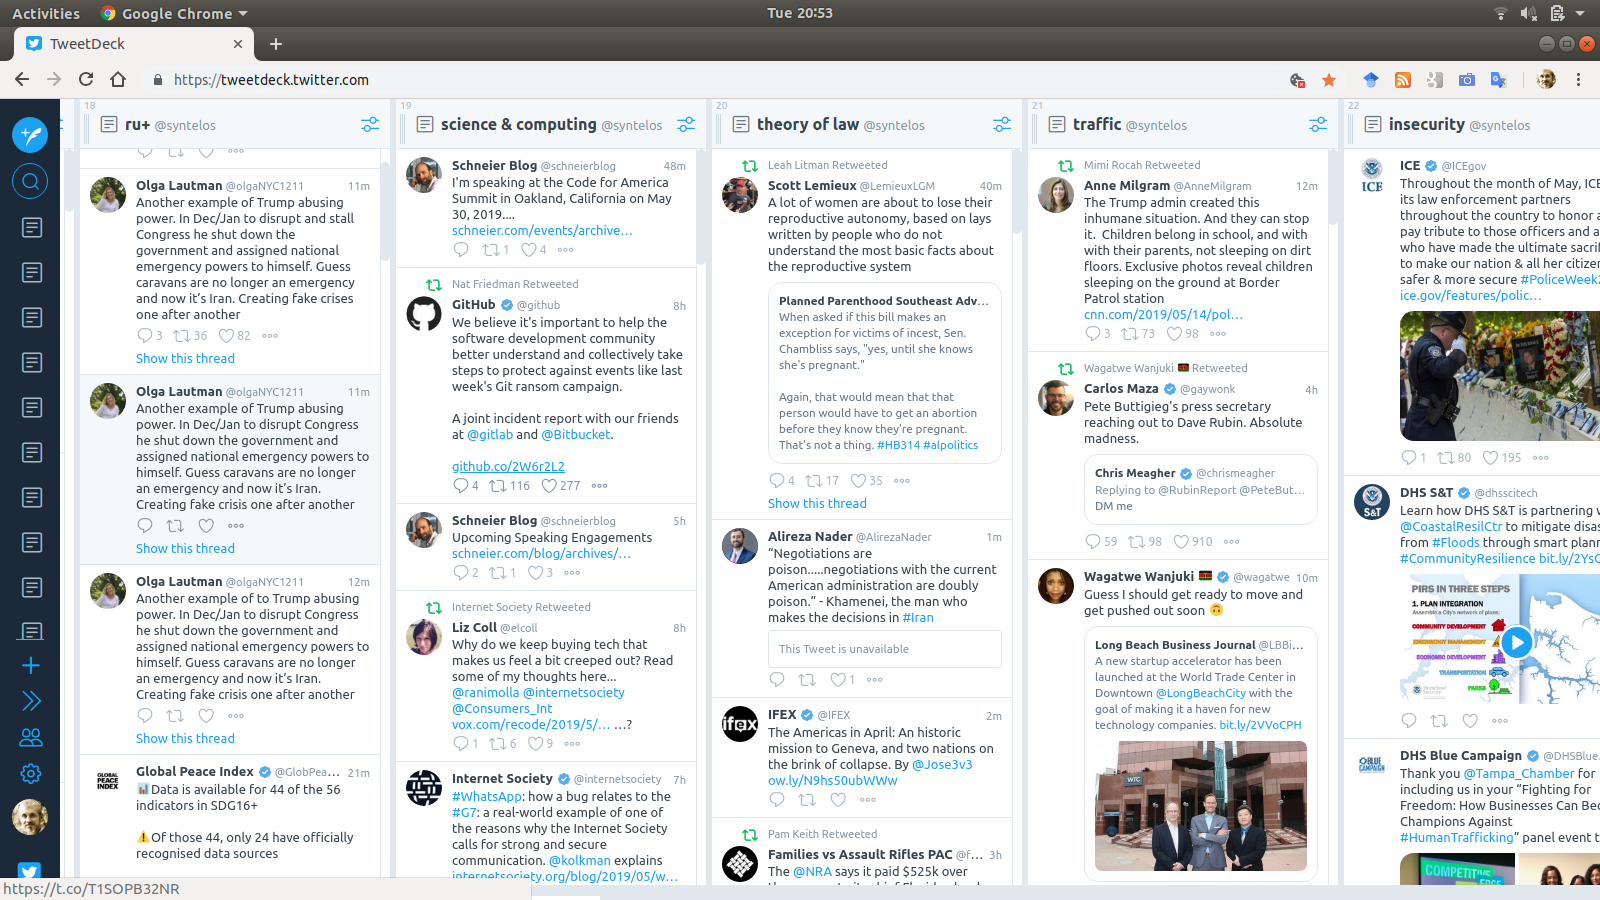 Activities
Google Chrome
Tue 20:53
TweetDeck
https://tweetdeck.twitter.com
18
ru+ @syntelos
Olga Lautman @olgaNYC1211 11m
Another example of Trump abusing
power. In Dec/Jan to disrupt and stall
Congress he shut down the
government and assigned national
emergency powers to himself. Guess
caravans are no longer an emergency
and now it's Iran. Creating fake crises
one after another
3 36 82
Show this thread
Olga Lautman @olgaNYC1211 11m
Another example of Trump abusing
power. In Dec/Jan to disrupt Congress
he shut down the government and
assigned national emergency powers to
himself. Guess caravans are no longer
an emergency and now it's Iran.
Creating fake crisis one after another
Show this thread
Olga Lautman @olgaNYC1211 12m
Another example of to Trump abusing
power. In Dec/Jan to disrupt Congress
he shut down the government and
assigned national emergency powers to
himself. Guess caravans are no longer
an emergency and now it's Iran.
Creating fake crisis one after another
Show this thread
GLOBAL
PEACE
INDEX
Global Peace Index @GlobPea... 21m
📊Data is available for 44 of the 56
indicators in SDG16+
⚠Of those 44, only 24 have officially
recognised data sources
https://t.co/T1SOPB32NR
19
science & computing @syntelos
Schneier Blog @schneierblog 48m
I'm speaking at the Code for America
Summit in Oakland, California on May
30, 2019....
schneier.com/events/archive…
1 4
Nat Friedman Retweeted
GitHub @github 8h
We believe it's important to help the
software development community
better understand and collectively take
steps to protect against events like last
week's Git ransom campaign.
A joint incident report with our friends
at @gitlab and @Bitbucket.
github.co/2W6r2L2
4 116 277
Schneier Blog @schneierblog 5h
Upcoming Speaking Engagements
schneier.com/blog/archives/…
2 1 3
Internet Society Retweeted
Liz Coll @elcoll 8h
Why do we keep buying tech that
makes us feel a bit creeped out? Read
some of my thoughts here...
@ranimolla @internetsociety
@Consumers_Int
vox.com/recode/2019/5/… …?
1 6 9
Internet Society @internetsociety 7h
#WhatsApp: how a bug relates to the
#G7: a real-world example of one of
the reasons why the Internet Society
calls for strong and secure
communication. @kolkman explains
internetsociety.org/blog/2019/05/w…
20
theory of law @syntelos
Leah Litman Retweeted
Scott Lemieux @LemieuxLGM 40m
A lot of women are about to lose their
reproductive autonomy, based on lays
written by people who do not
understand the most basic facts about
the reproductive system
Planned Parenthood Southeast Adv...
When asked if this bill makes an
exception for victims of incest, Sen.
Chambliss says, "yes, until she knows
she's pregnant."
Again, that would mean that that
person would have to get an abortion
before they know they're pregnant.
That's not a thing. #HB314 #alpolitics
4 17 35
Show this thread
Alireza Nader @AlirezaNader 1m
“Negotiations are
poison.....negotiations with the current
American administration are doubly
poison.” - Khamenei, the man who
makes the decisions in #Iran
This Tweet is unavailable
1
ifex
IFEX @IFEX 2m
The Americas in April: An historic
mission to Geneva, and two nations on
the brink of collapse. By @Jose3v3
ow.ly/N9hs50ubWWw
Pam Keith Retweeted
Families vs Assault Rifles PAC @f... 3h
The @NRA says it paid $525k over
21
traffic @syntelos
Mimi Rocah Retweeted
Anne Milgram @AnneMilgram 12m
The Trump admin created this
inhumane situation. And they can stop
it. Children belong in school, and with
with their parents, not sleeping on dirt
floors. Exclusive photos reveal children
sleeping on the ground at Border
Patrol station
cnn.com/2019/05/14/pol…
3 73 98
Wagatwe Wanjuki 🇰🇪 Retweeted
Carlos Maza @gaywonk 4h
Pete Buttigieg's press secretary
reaching out to Dave Rubin. Absolute
madness.
Chris Meagher @chrismeagher
Replying to @RubinReport @PeteBut...
DM me
59 98 910
Wagatwe Wanjuki 🇰🇪 @wagatwe 10m
Guess I should get ready to move and
get pushed out soon 🙃
Long Beach Business Journal @LBBi...
A new startup accelerator has been
launched at the World Trade Center in
Downtown @LongBeachCity with the
goal of making it a haven for new
technology companies. bit.ly/2VVoCPH
WTC
22
insecurity @syntelos
ICE
ICE @ICEgov
Throughout the month of May, ICE
its law enforcement partners
throughout the country to honor a
pay tribute to those officers and a
who have made the ultimate sacrif
to make our nation & all her citizen
safer & more secure #PoliceWeek2
ice.gov/features/polic…
1 80 195
S&T
DHS S&T @dhsscitech
Learn how DHS S&T is partnering w
@CoastalResilCtr to mitigate disas
from #Floods through smart plann
#CommunityResilience bit.ly/2YsC
PIRS IN THREE STEPS
1. PLAN INTEGRATION
Assemble a City's network of plans:
COMMUNITY DEVELOPMENT
EMERGENCY MANAGEMENT
ECONOMIC DEVELOPMENT
TRANSPORTATION
PARKS
BLUE
CAMPAIGN
DHS Blue Campaign @DHSBlue
Thank you @Tampa_Chamber for
including us in your “Fighting for
Freedom: How Businesses Can Bec
Champions Against
#HumanTrafficking” panel event t
COMPETITIVE
EDGE